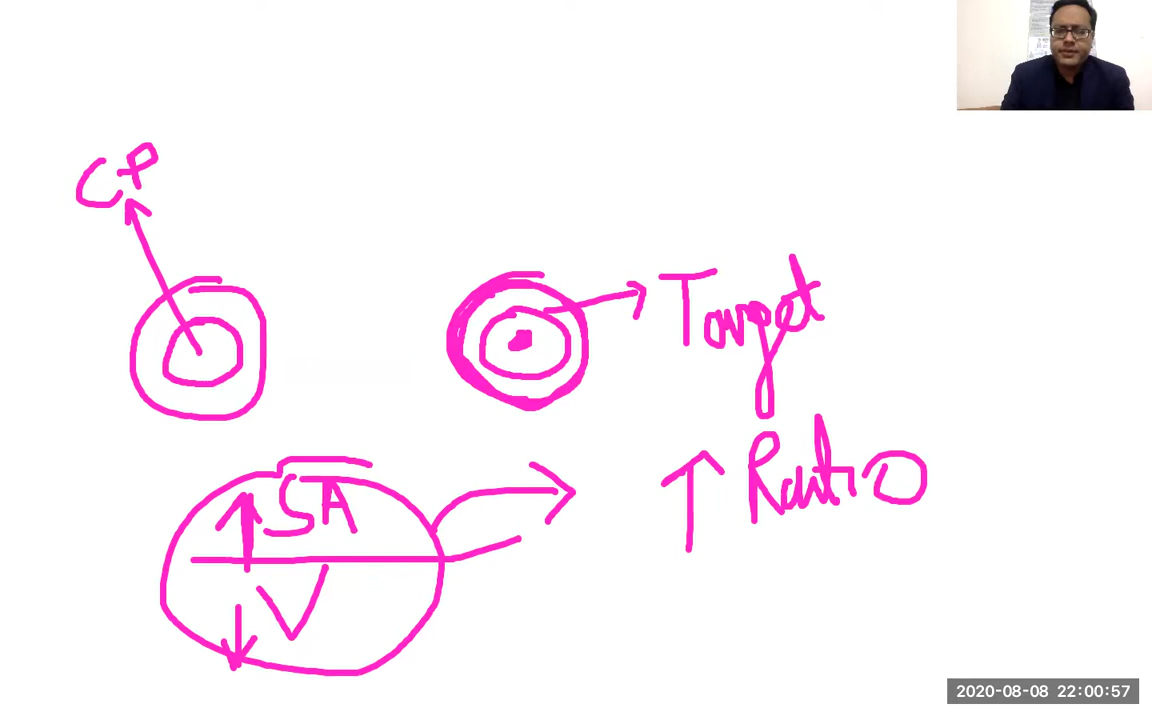 CP
Target
↑ Ratio
↑ SA
↓ V
2020-08-08 22:00:57